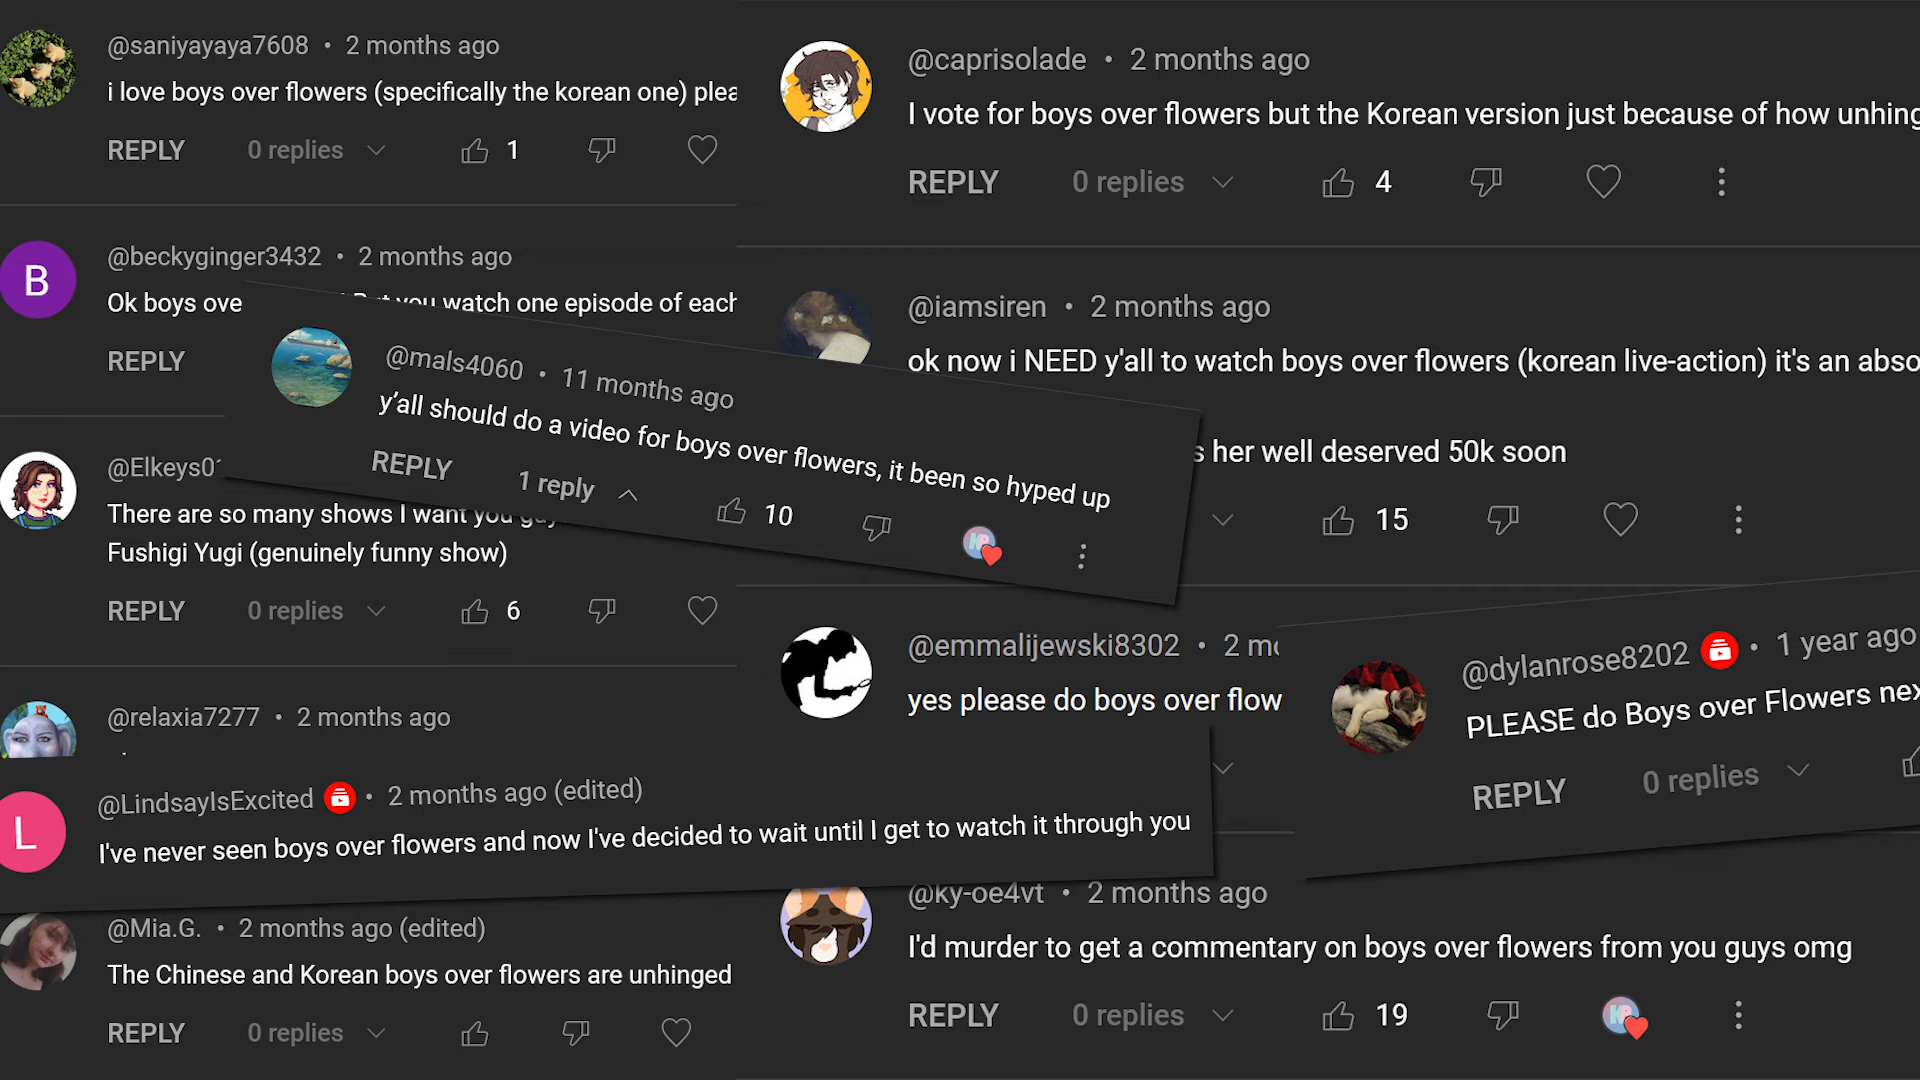 @saniyayaya7608 • 2 months ago
i love boys over flowers (specifically the korean one) plea
REPLY 0 replies 1
B
@beckyginger3432 • 2 months ago
Ok boys ove But you watch one episode of each
REPLY
@mals4060 • 11 months ago
y'all should do a video for boys over flowers, it been so hyped up
REPLY 1 reply 10
@Elkeys0
There are so many shows I want you
Fushigi Yugi (genuinely funny show)
REPLY 0 replies 6
@relaxia7277 • 2 months ago
L
@LindsayIsExcited • 2 months ago (edited)
I've never seen boys over flowers and now I've decided to wait until I get to watch it through you
@Mia.G. • 2 months ago (edited)
The Chinese and Korean boys over flowers are unhinged
REPLY 0 replies
@caprisolade • 2 months ago
I vote for boys over flowers but the Korean version just because of how unhing
REPLY 0 replies 4
@iamsiren • 2 months ago
ok now i NEED y'all to watch boys over flowers (korean live-action) it's an abso
s her well deserved 50k soon
15
@emmalijewski8302 • 2 mo
yes please do boys over flow
@dylanrose8202 • 1 year ago
PLEASE do Boys over Flowers nex
REPLY 0 replies
@ky-oe4vt • 2 months ago
I'd murder to get a commentary on boys over flowers from you guys omg
REPLY 0 replies 19